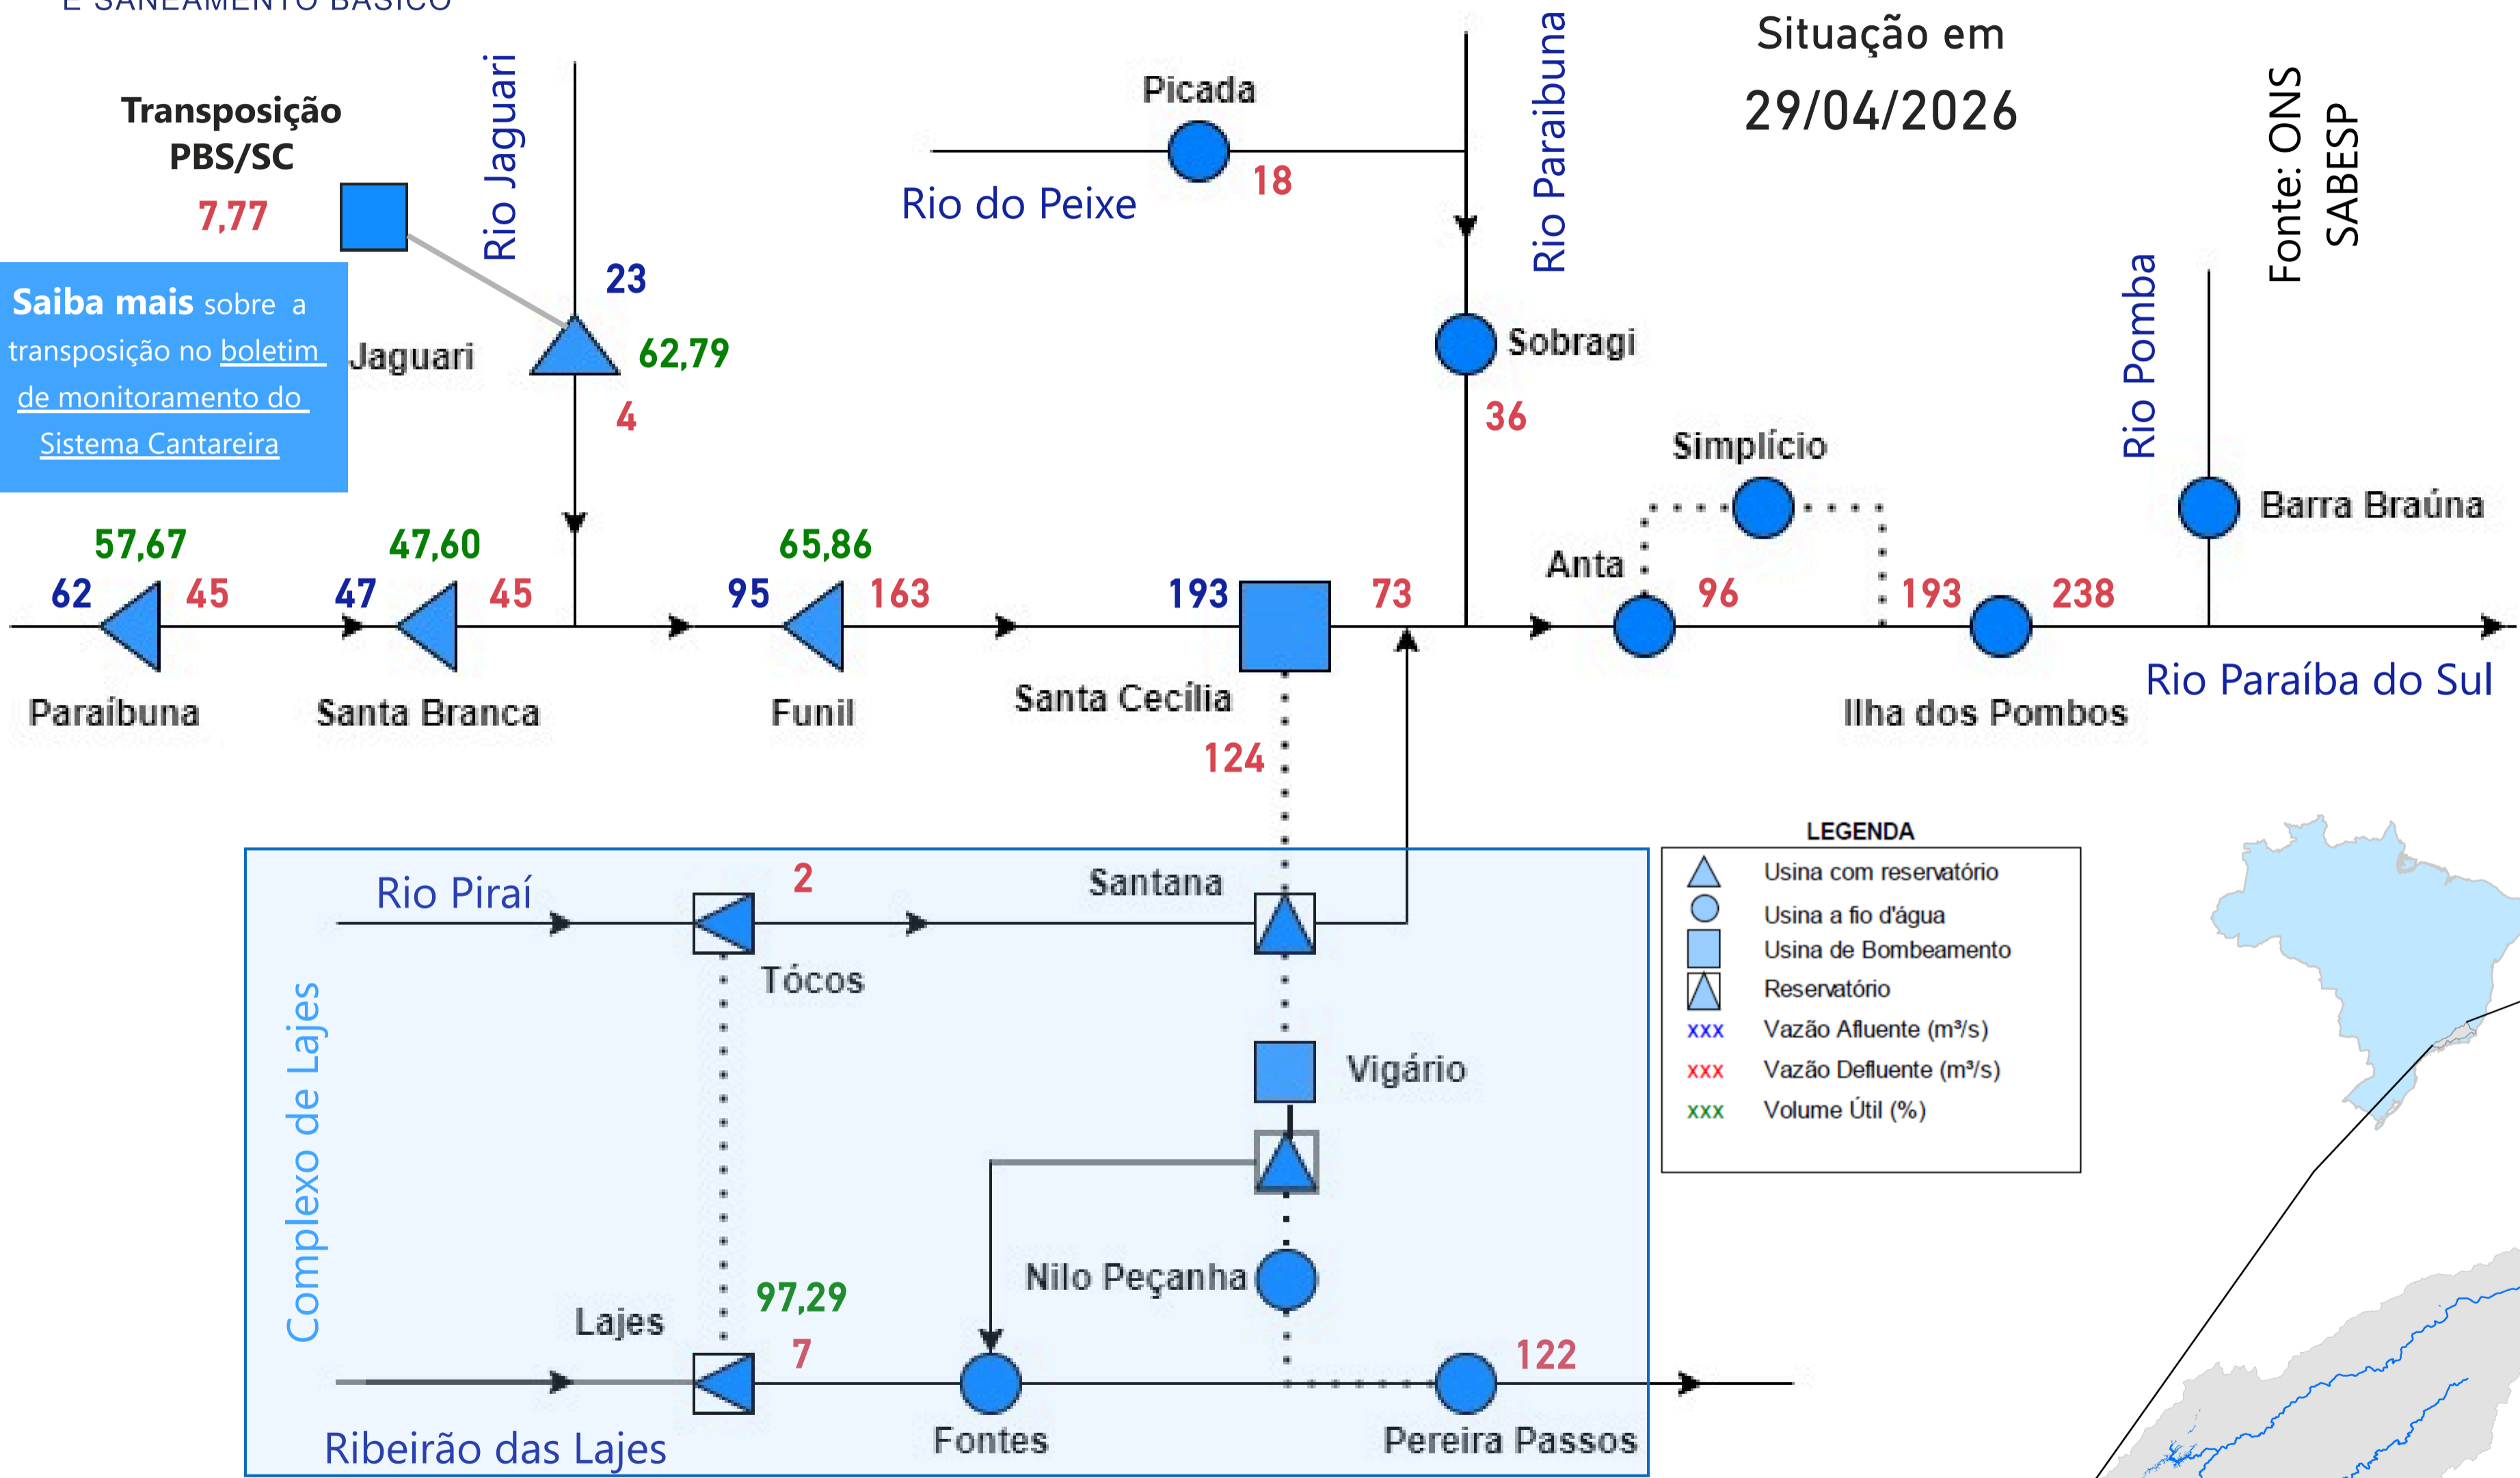 E SANEAMENTO BÁSICO
Situação em
29/04/2026
Fonte: ONS
SABESP
Transposição
PBS/SC
7,77
Rio Jaguari
Picada
18
Rio do Peixe
Rio Paraibuna
Saiba mais sobre a
transposição no boletim
de monitoramento do
Sistema Cantareira
23
Jaguari
62,79
4
Sobragi
36
Rio Pomba
Simplício
Barra Braúna
Anta
57,67
47,60
65,86
62
45
47
45
95
163
193
73
96
193
238
Paraíbuna
Santa Branca
Funil
Santa Cecília
Ilha dos Pombos
Rio Paraíba do Sul
124
Complexo de Lajes
Rio Piraí
2
Santana
Tócos
Vigário
Nilo Peçanha
97,29
Lajes
7
122
Ribeirão das Lajes
Fontes
Pereira Passos
LEGENDA
Usina com reservatório
Usina a fio d'água
Usina de Bombeamento
Reservatório
xxx Vazão Afluente (m³/s)
xxx Vazão Defluente (m³/s)
xxx Volume Útil (%)